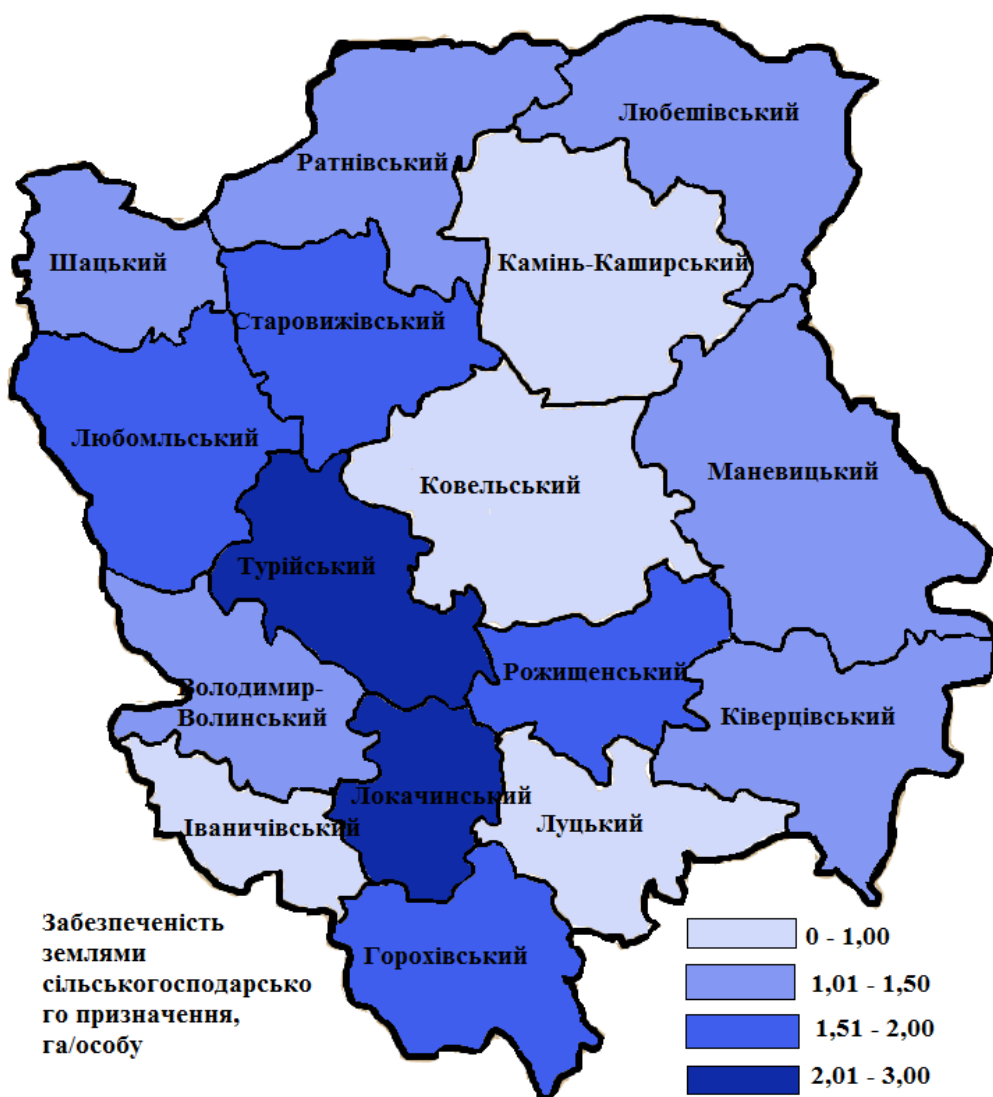 Любешівський
Ратнівський
Шацький
Камінь-Каширський
Старовижівський
Любомльський
Маневицький
Ковельський
Турійський
Рожищенський
Володимир-
Волинський
Ківерцівський
Локачинський
Іваничівський
Луцький
Горохівський
Забезпеченість
землями
сільськогосподарсько
го призначення,
га/особу
0 - 1,00
1,01 - 1,50
1,51 - 2,00
2,01 - 3,00